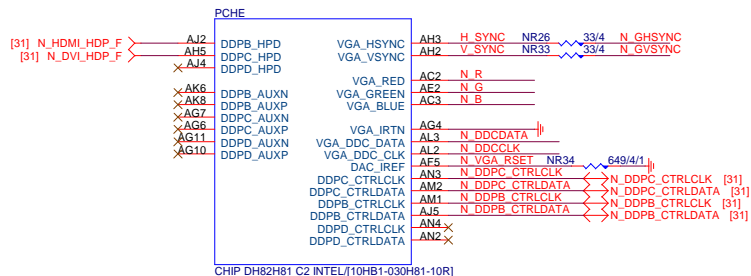 PCHE
[31] N_HDMI_HDP_F AJ2 DDPB_HPD VGA_HSYNC AH3 H_SYNC NR26 33/4 N_GHSYNC
[31] N_DVI_HDP_F AH5 DDPC_HPD VGA_VSYNC AH2 V_SYNC NR33 33/4 N_GVSYNC
AJ4 DDPD_HPD
VGA_RED AC2 N_R
AK6 DDPB_AUXN VGA_GREEN AE2 N_G
AK8 DDPB_AUXP VGA_BLUE AC3 N_B
AG7 DDPC_AUXN
AG6 DDPC_AUXP VGA_IRTN AG4
AG11 DDPD_AUXN VGA_DDC_DATA AL3 N_DDCDATA
AG10 DDPD_AUXP VGA_DDC_CLK AL2 N_DDCCLK
DAC_IREF AF5 N_VGA_RSET NR34 649/4/1
DDPC_CTRLCLK AN3 N_DDPC_CTRLCLK N_DDPC_CTRLCLK [31]
DDPC_CTRLDATA AM2 N_DDPC_CTRLDATA N_DDPC_CTRLDATA [31]
DDPB_CTRLCLK AM1 N_DDPB_CTRLCLK N_DDPB_CTRLCLK [31]
DDPB_CTRLDATA AJ5 N_DDPB_CTRLDATA N_DDPB_CTRLDATA [31]
DDPD_CTRLCLK AN4
DDPD_CTRLDATA AN2
CHIP DH82H81 C2 INTEL/[10HB1-030H81-10R]